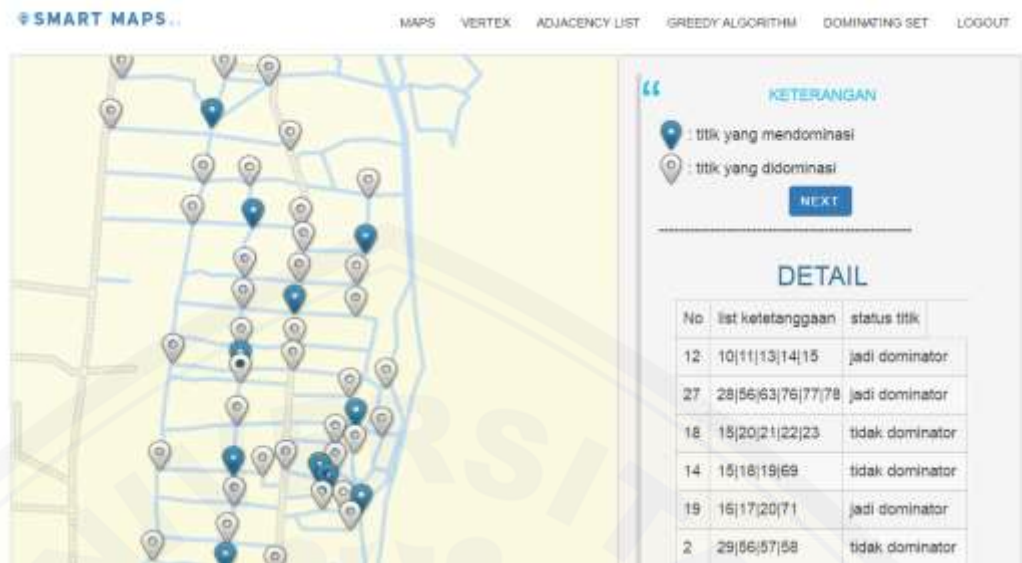 SMART MAPS
MAPS VERTEX ADJACENCY LIST GREEDY ALGORITHM DOMINATING SET LOGOUT
“ KETERANGAN
: titik yang mendominasi
: titik yang didominasi
NEXT
DETAIL
No list ketetanggaan status titik
12 10|11|13|14|15 jadi dominator
27 28|56|63|76|77|78 jadi dominator
18 15|20|21|22|23 tidak dominator
14 15|18|19|69 tidak dominator
19 16|17|20|71 jadi dominator
2 29|56|57|58 tidak dominator